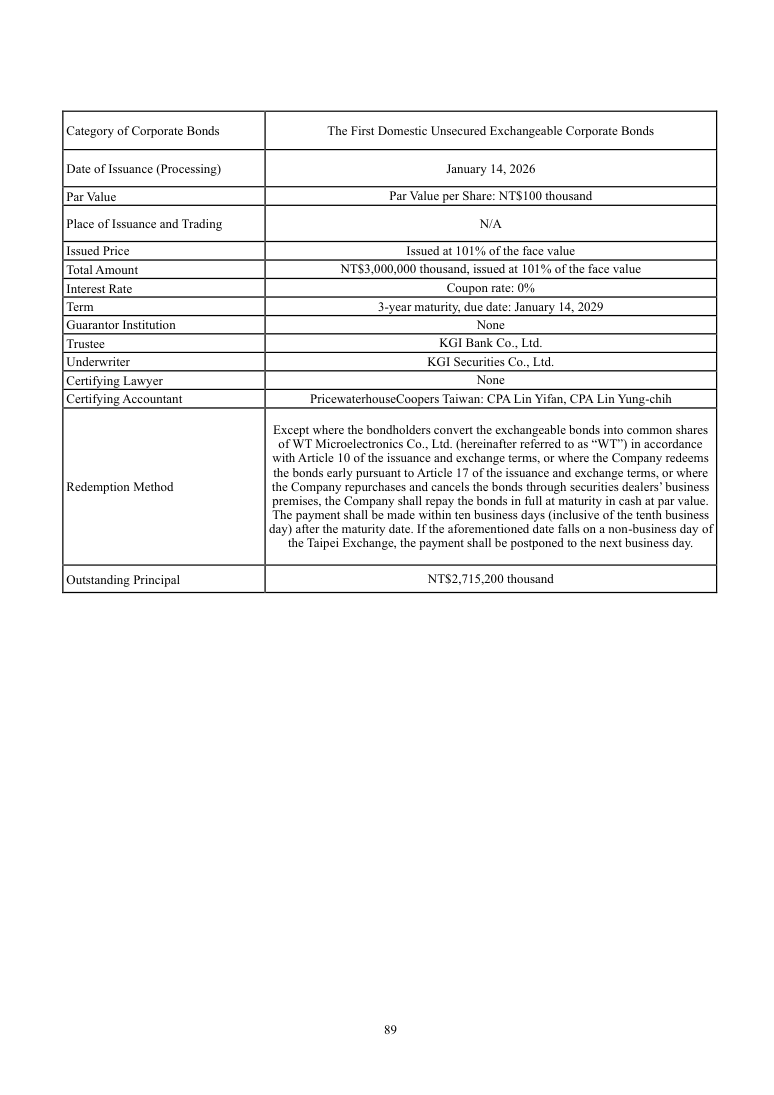 Category of Corporate Bonds
The First Domestic Unsecured Exchangeable Corporate Bonds
Date of Issuance (Processing)
January 14, 2026
Par Value
Par Value per Share: NT$100 thousand
Place of Issuance and Trading
N/A
Issued Price
Issued at 101% of the face value
Total Amount
NT$3,000,000 thousand, issued at 101% of the face value
Interest Rate
Coupon rate: 0%
Term
3-year maturity, due date: January 14, 2029
Guarantor Institution
None
Trustee
KGI Bank Co., Ltd.
Underwriter
KGI Securities Co., Ltd.
Certifying Lawyer
None
Certifying Accountant
PricewaterhouseCoopers Taiwan: CPA Lin Yifan, CPA Lin Yung-chih
Redemption Method
Except where the bondholders convert the exchangeable bonds into common shares
of WT Microelectronics Co., Ltd. (hereinafter referred to as “WT”) in accordance
with Article 10 of the issuance and exchange terms, or where the Company redeems
the bonds early pursuant to Article 17 of the issuance and exchange terms, or where
the Company repurchases and cancels the bonds through securities dealers’ business
premises, the Company shall repay the bonds in full at maturity in cash at par value.
The payment shall be made within ten business days (inclusive of the tenth business
day) after the maturity date. If the aforementioned date falls on a non-business day of
the Taipei Exchange, the payment shall be postponed to the next business day.
Outstanding Principal
NT$2,715,200 thousand
89